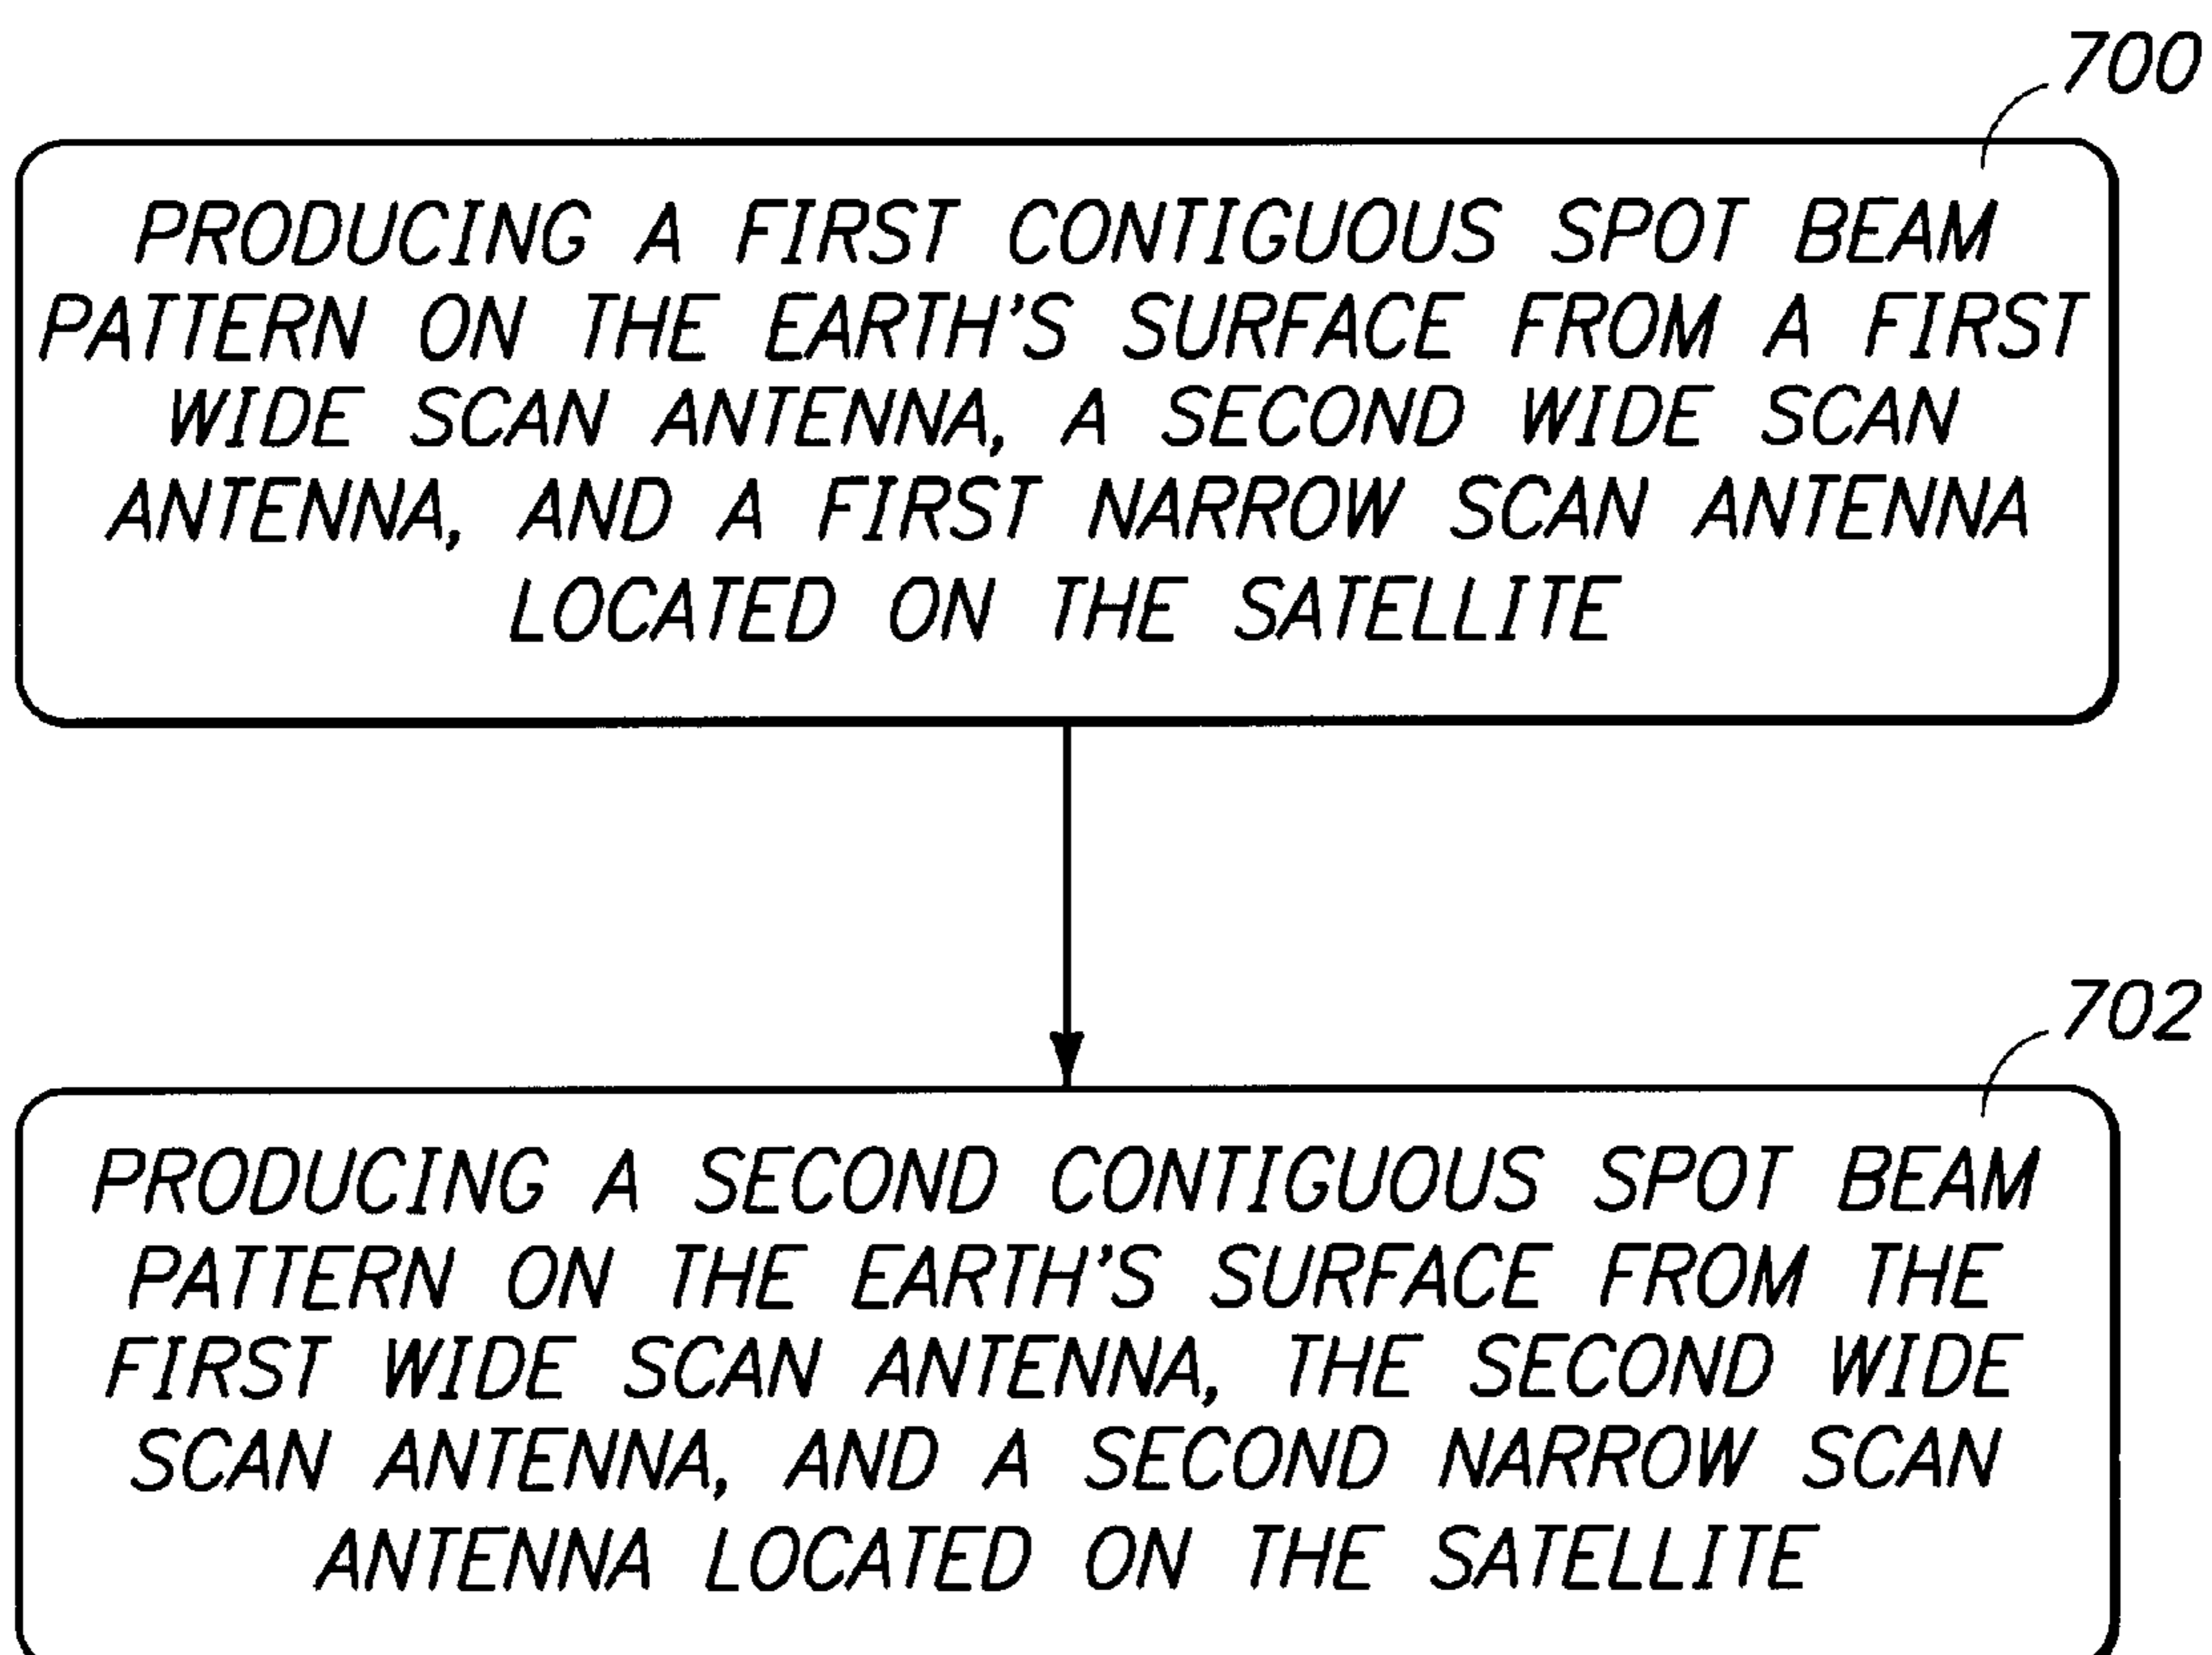 700
PRODUCING A FIRST CONTIGUOUS SPOT BEAM
PATTERN ON THE EARTH'S SURFACE FROM A FIRST
WIDE SCAN ANTENNA, A SECOND WIDE SCAN
ANTENNA, AND A FIRST NARROW SCAN ANTENNA
LOCATED ON THE SATELLITE
702
PRODUCING A SECOND CONTIGUOUS SPOT BEAM
PATTERN ON THE EARTH'S SURFACE FROM THE
FIRST WIDE SCAN ANTENNA, THE SECOND WIDE
SCAN ANTENNA, AND A SECOND NARROW SCAN
ANTENNA LOCATED ON THE SATELLITE